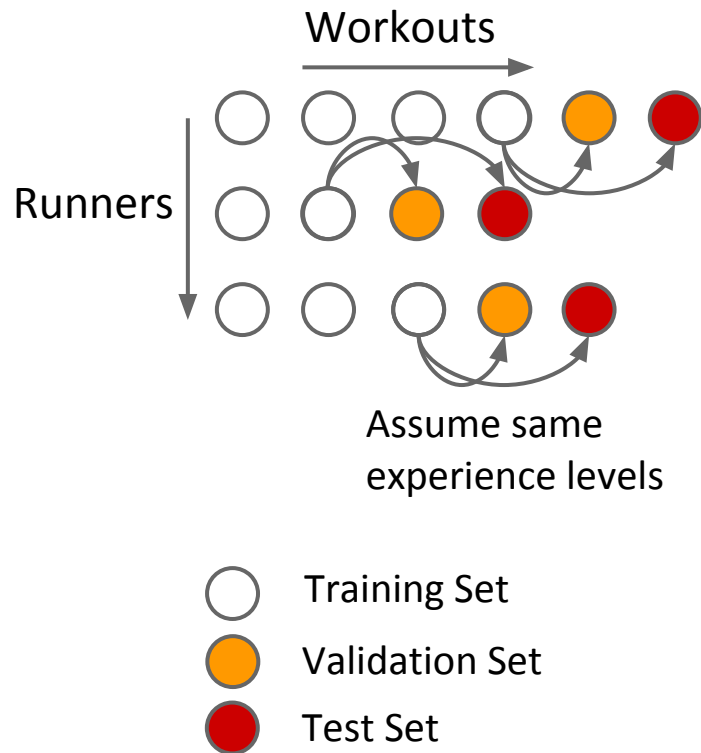 Workouts
Runners
Assume same
experience levels
Training Set
Validation Set
Test Set